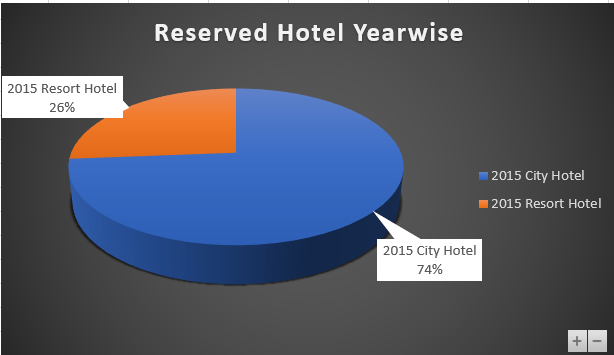 Reserved Hotel Yearwise
2015 Resort Hotel
26%
2015 City Hotel
2015 Resort Hotel
2015 City Hotel
74%
+ −